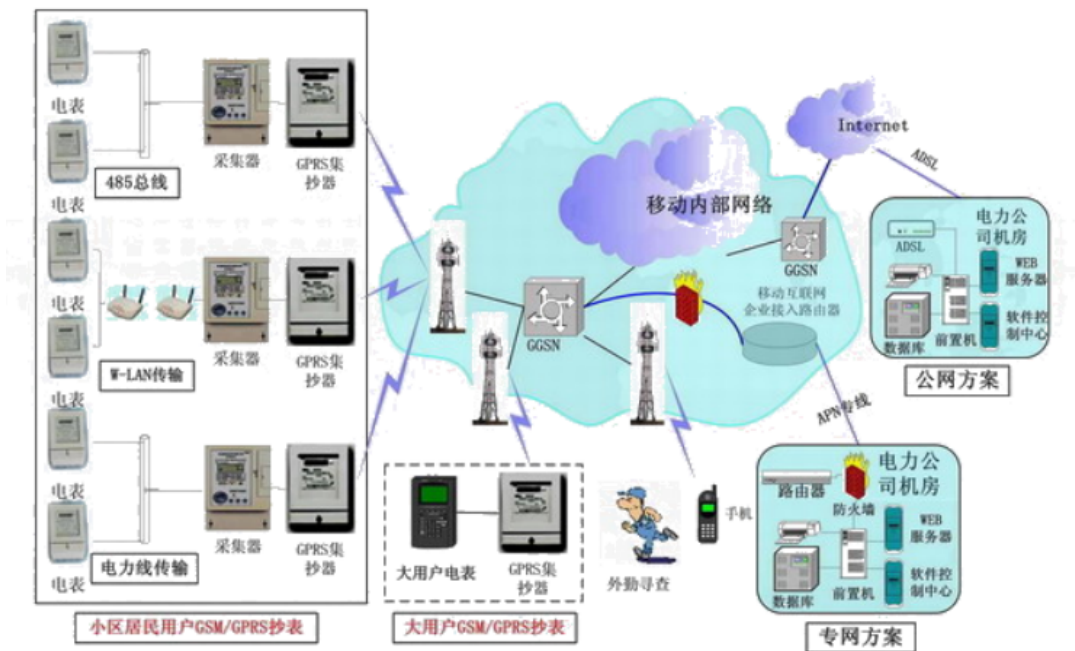 电表
采集器
GPRS集
抄器
485总线
电表
电表
采集器
GPRS集
抄器
W-LAN传输
电表
电表
采集器
GPRS集
抄器
电力线传输
电表
小区居民用户GSM/GPRS抄表
大用户电表
GPRS集
抄器
大用户GSM/GPRS抄表
外勤寻查
手机
GGSN
移动内部网络
GGSN
移动互联网
企业接入路由器
Internet
ADSL
电力公
司机房
ADSL
WEB
服务器
数据库
前置机
软件控
制中心
公网方案
APN专线
电力公
司机房
路由器
防火墙
WEB
服务器
数据库
前置机
软件控
制中心
专网方案